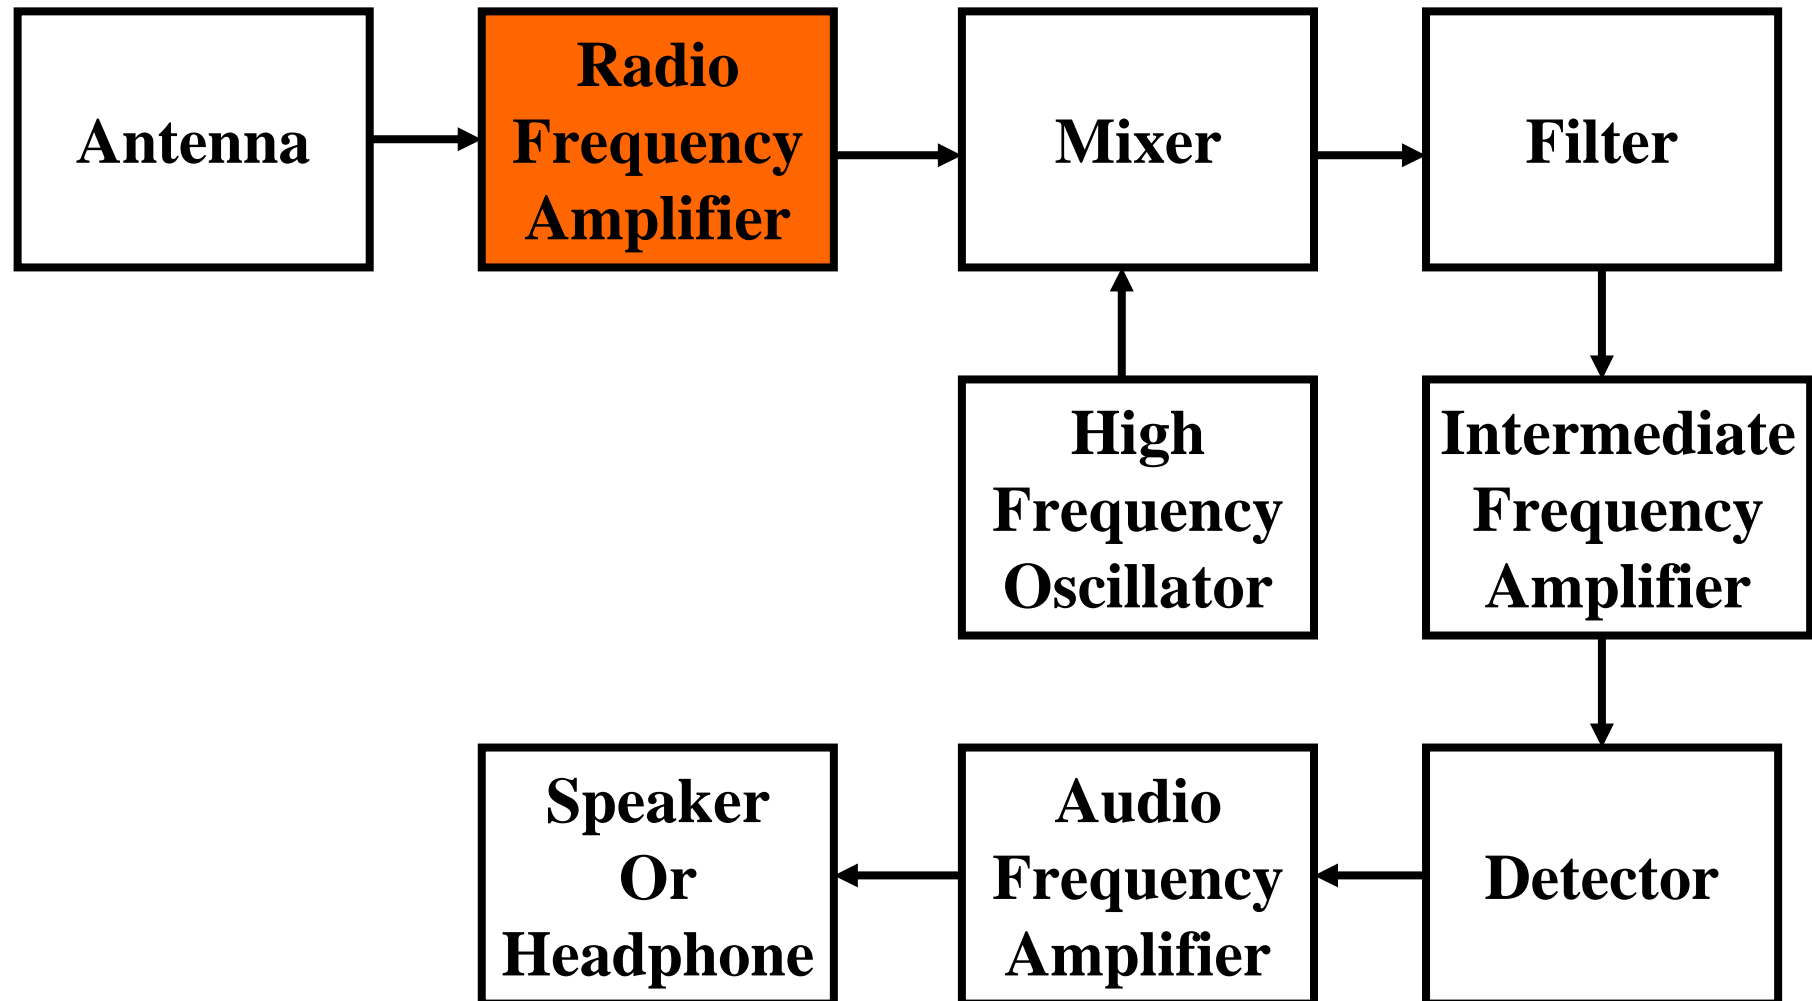 Antenna
Radio
Frequency
Amplifier
Mixer
Filter
High
Frequency
Oscillator
Intermediate
Frequency
Amplifier
Speaker
Or
Headphone
Audio
Frequency
Amplifier
Detector